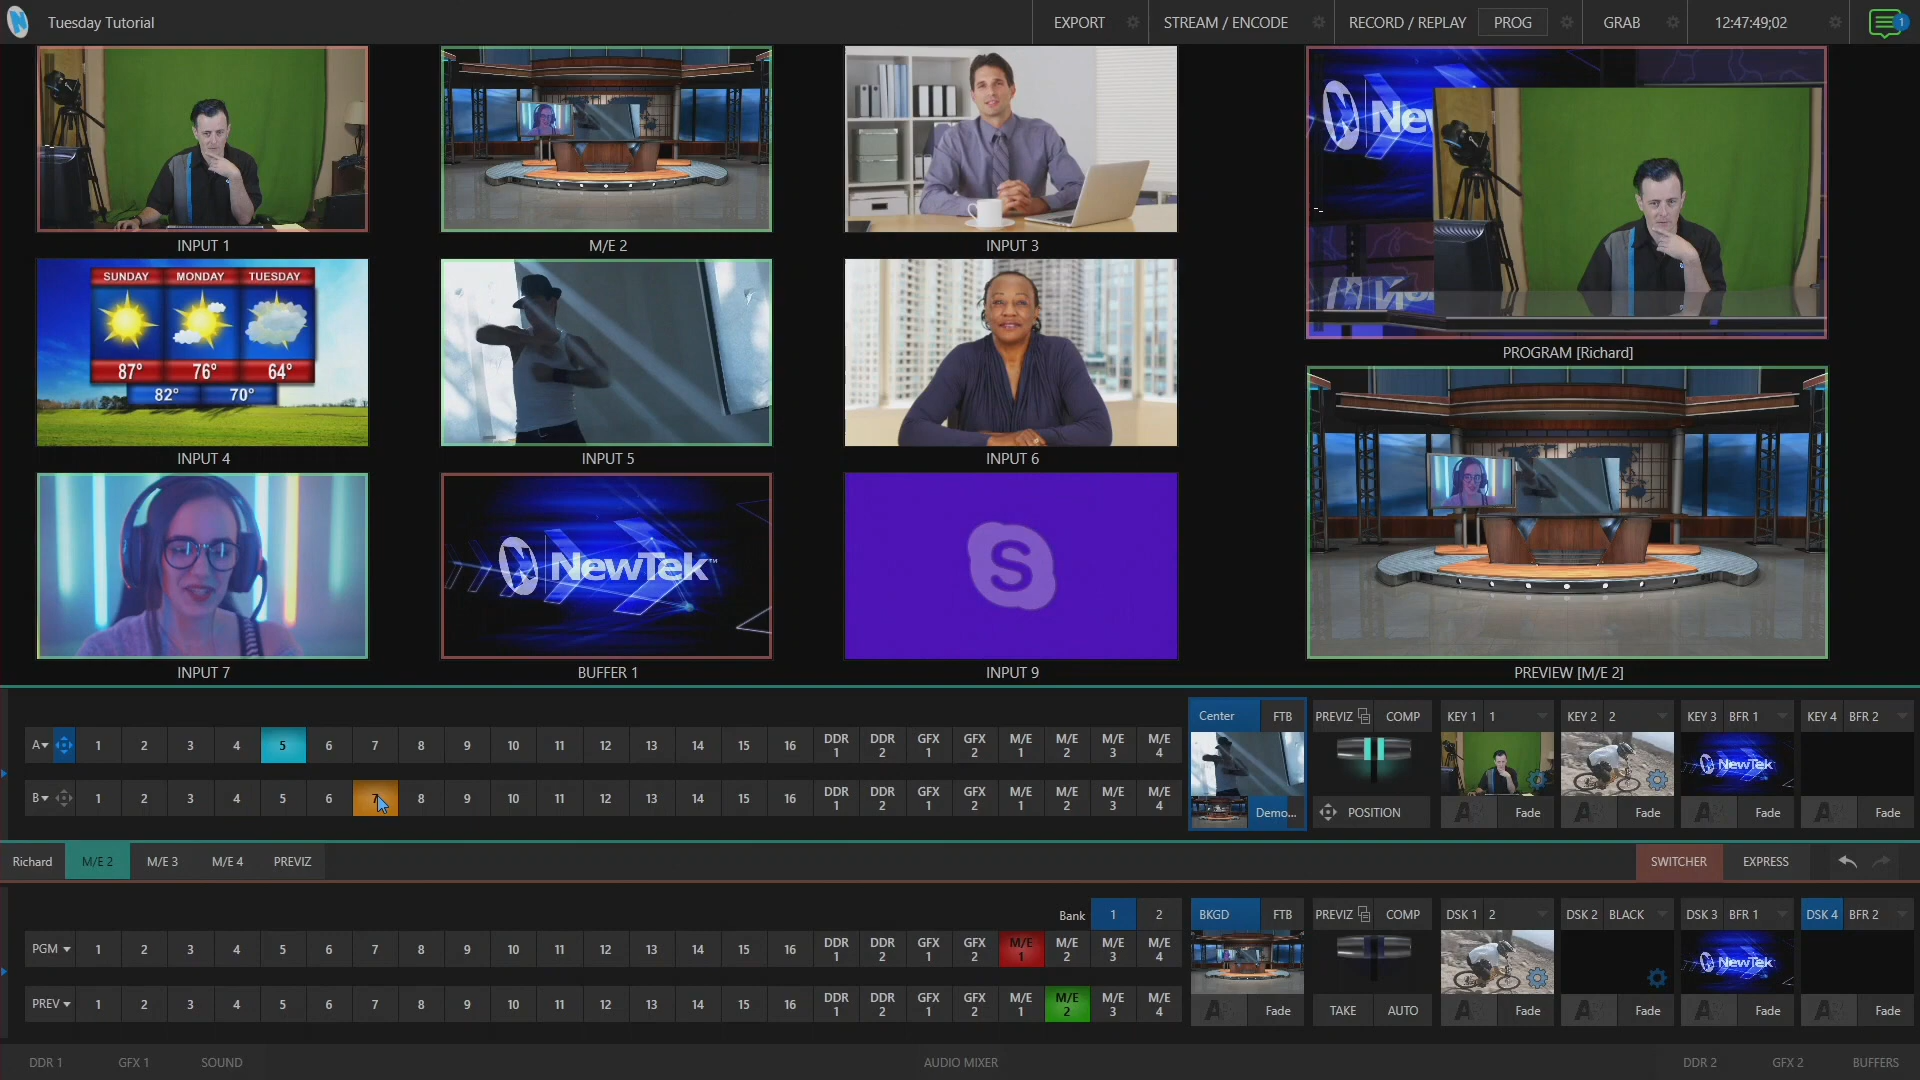 Tuesday Tutorial
EXPORT
STREAM / ENCODE
RECORD / REPLAY
PROG
GRAB
12:47:49;02
1
INPUT 1
M/E 2
INPUT 3
NewTek
PROGRAM [Richard]
SUNDAY MONDAY TUESDAY
87° 76° 64°
82° 70°
INPUT 4
INPUT 5
INPUT 6
NewTek™
S
INPUT 7
BUFFER 1
INPUT 9
PREVIEW [M/E 2]
Center FTB PREVIZ COMP KEY 1 1 KEY 2 2 KEY 3 BFR 1 KEY 4 BFR 2
A 1 2 3 4 5 6 7 8 9 10 11 12 13 14 15 16 DDR 1 DDR 2 GFX 1 GFX 2 M/E 1 M/E 2 M/E 3 M/E 4
NewTek
B 1 2 3 4 5 6 7 8 9 10 11 12 13 14 15 16 DDR 1 DDR 2 GFX 1 GFX 2 M/E 1 M/E 2 M/E 3 M/E 4
Demo... POSITION Fade Fade Fade Fade
Richard M/E 2 M/E 3 M/E 4 PREVIZ SWITCHER EXPRESS
Bank 1 2 BKGD FTB PREVIZ COMP DSK 1 2 DSK 2 BLACK DSK 3 BFR 1 DSK 4 BFR 2
PGM 1 2 3 4 5 6 7 8 9 10 11 12 13 14 15 16 DDR 1 DDR 2 GFX 1 GFX 2 M/E 1 M/E 2 M/E 3 M/E 4
NewTek
PREV 1 2 3 4 5 6 7 8 9 10 11 12 13 14 15 16 DDR 1 DDR 2 GFX 1 GFX 2 M/E 1 M/E 2 M/E 3 M/E 4
Fade TAKE AUTO Fade Fade Fade Fade
DDR 1 GFX 1 SOUND AUDIO MIXER DDR 2 GFX 2 BUFFERS